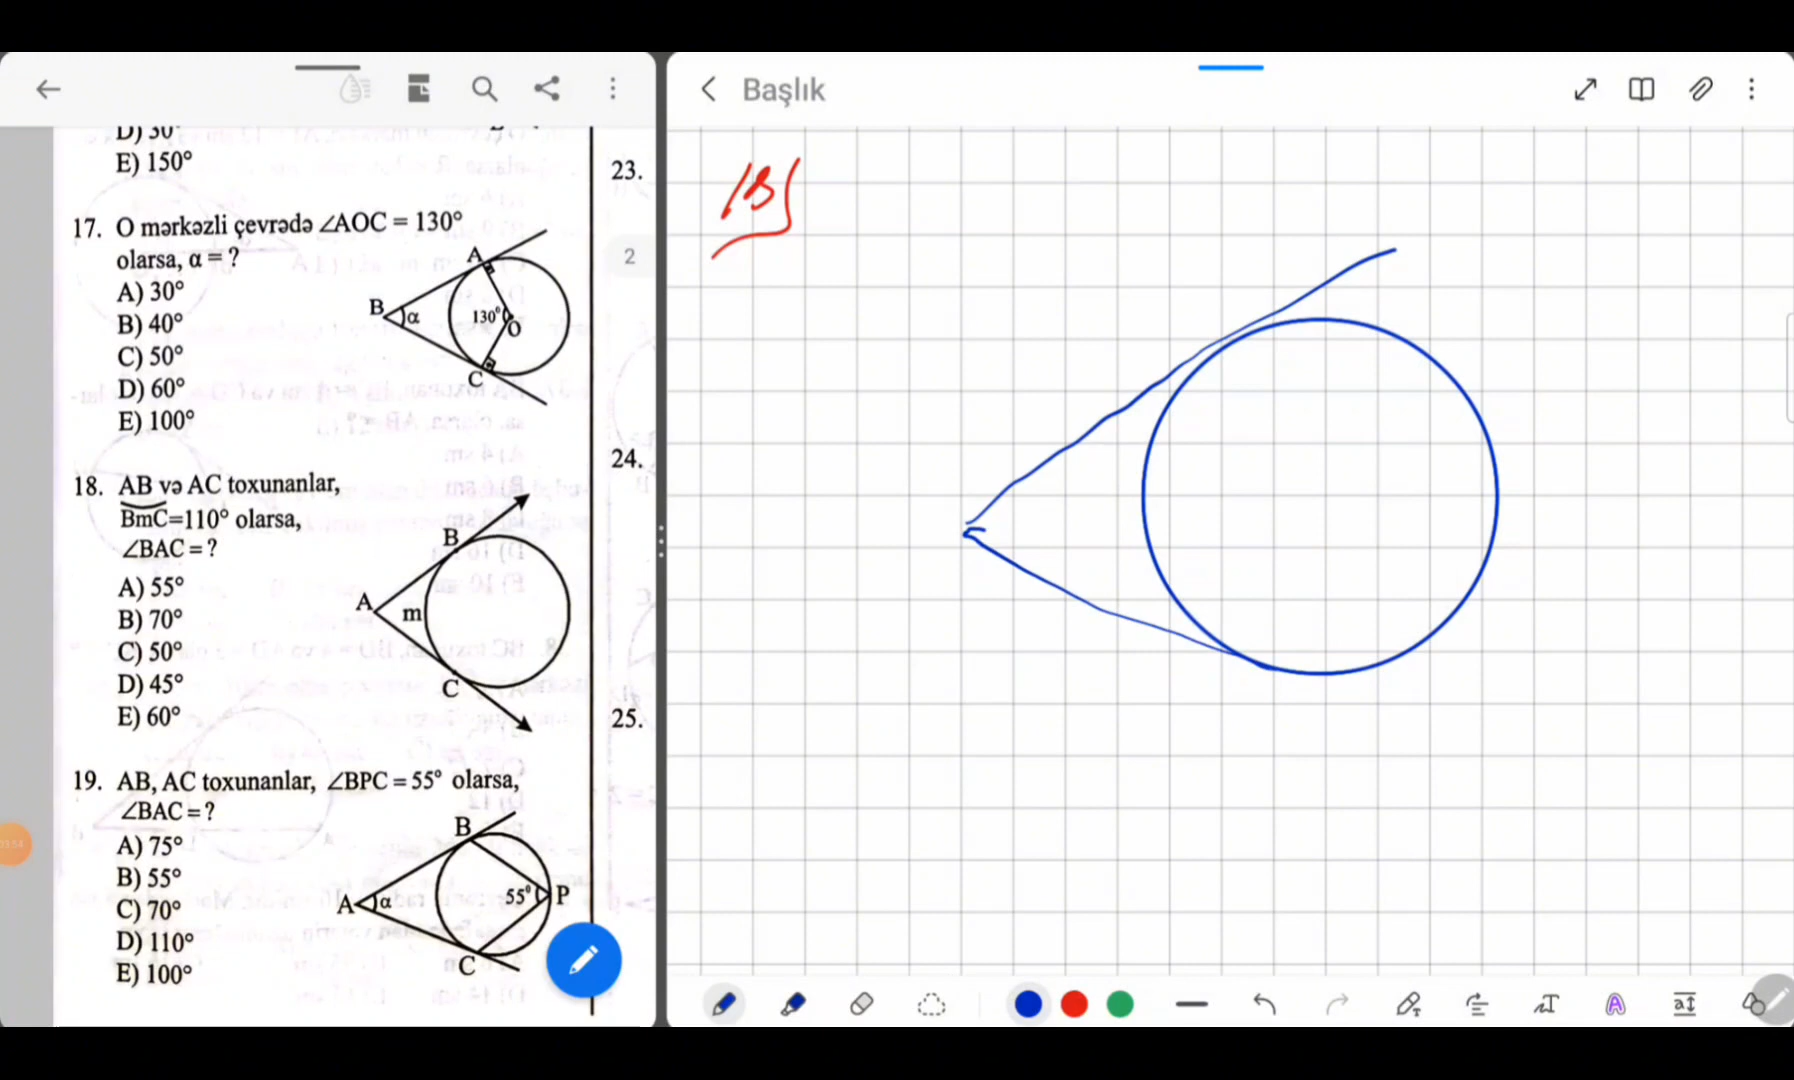 Başlık
D) 30°
E) 150°
17. O mərkəzli çevrədə ∠AOC = 130°
olarsa, α = ?
A) 30°
B) 40°
C) 50°
D) 60°
E) 100°
A
B
α
130°
O
C
18. AB və AC toxunanlar,
BmC=110° olarsa,
∠BAC = ?
A) 55°
B) 70°
C) 50°
D) 45°
E) 60°
B
A
m
C
19. AB, AC toxunanlar, ∠BPC = 55° olarsa,
∠BAC = ?
A) 75°
B) 55°
C) 70°
D) 110°
E) 100°
B
A
α
55°
P
C
23.
2
24.
25.